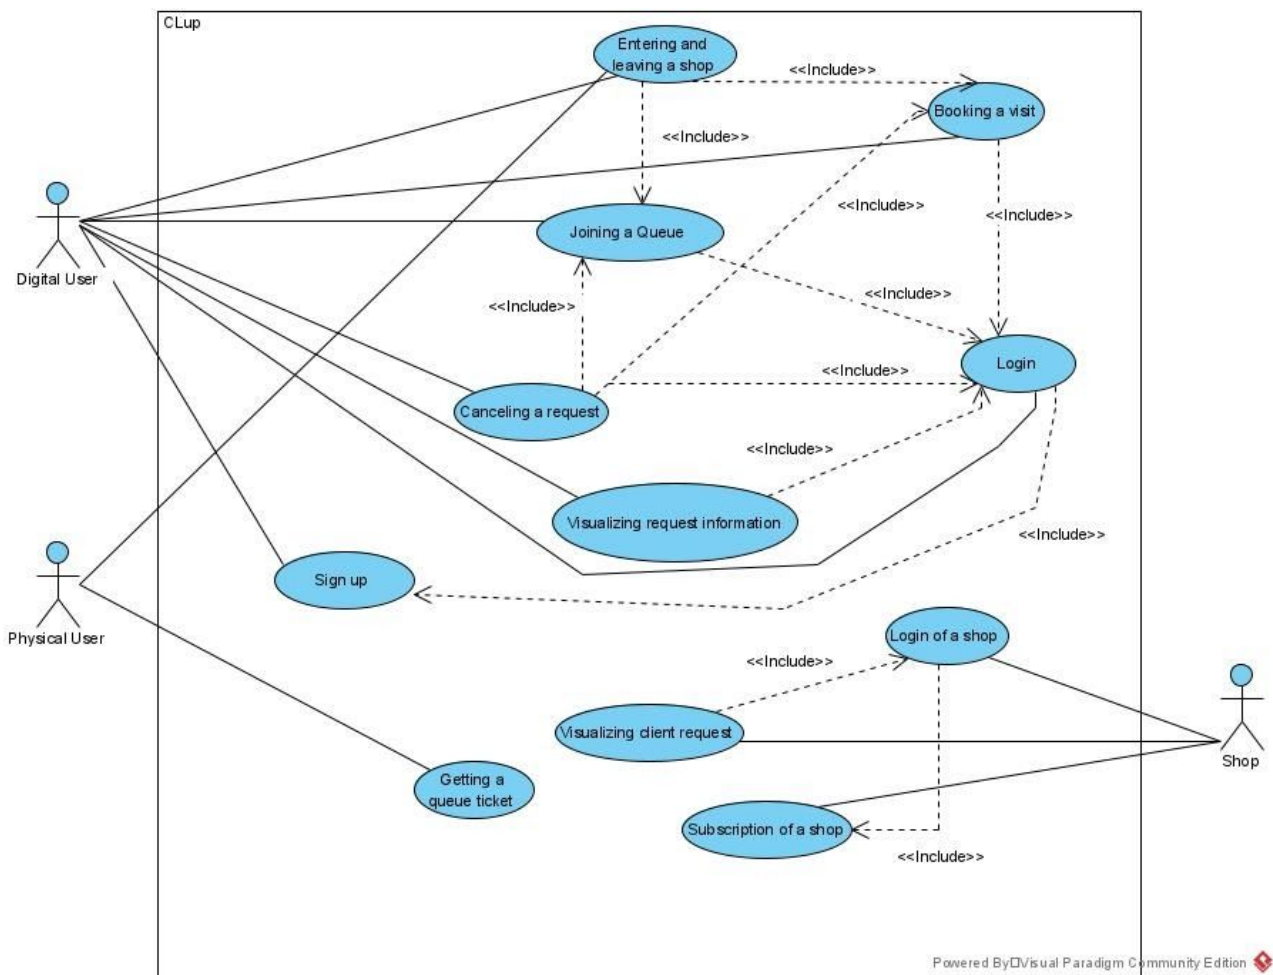 CLup
Entering and
leaving a shop
<<Include>>
Booking a visit
<<Include>>
<<Include>>
<<Include>>
Joining a Queue
Digital User
<<Include>>
<<Include>>
Login
<<Include>>
Canceling a request
<<Include>>
Visualizing request information
<<Include>>
Sign up
Physical User
Login of a shop
<<Include>>
Visualizing client request
Shop
Getting a
queue ticket
Subscription of a shop
<<Include>>
Powered By Visual Paradigm Community Edition